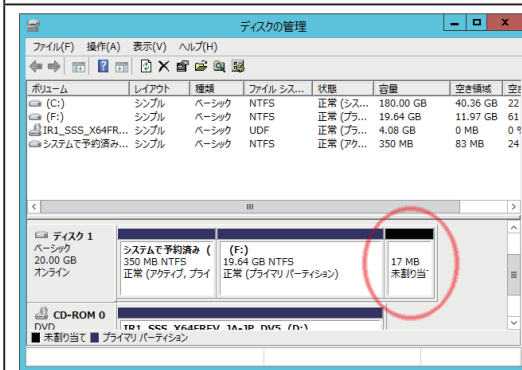 ディスクの管理
ファイル(F) 操作(A) 表示(V) ヘルプ(H)
ボリューム レイアウト 種類 ファイル シス... 状態 容量 空き領域 空き
(C:) シンプル ベーシック NTFS 正常 (シス... 180.00 GB 40.36 GB 22
(F:) シンプル ベーシック NTFS 正常 (プラ... 19.64 GB 11.97 GB 61
IR1_SSS_X64FR... シンプル ベーシック UDF 正常 (プラ... 4.08 GB 0 MB 0 %
システムで予約済み... シンプル ベーシック NTFS 正常 (アク... 350 MB 83 MB 24
ディスク 1
ベーシック
20.00 GB
オンライン
システムで予約済み (
350 MB NTFS
正常 (アクティブ, プライ
(F:)
19.64 GB NTFS
正常 (プライマリ パーティション)
17 MB
未割り当
CD-ROM 0
DVD
IR1_SSS_X64FREV_JA-JP_DV5 (D:)
未割り当て プライマリ パーティション